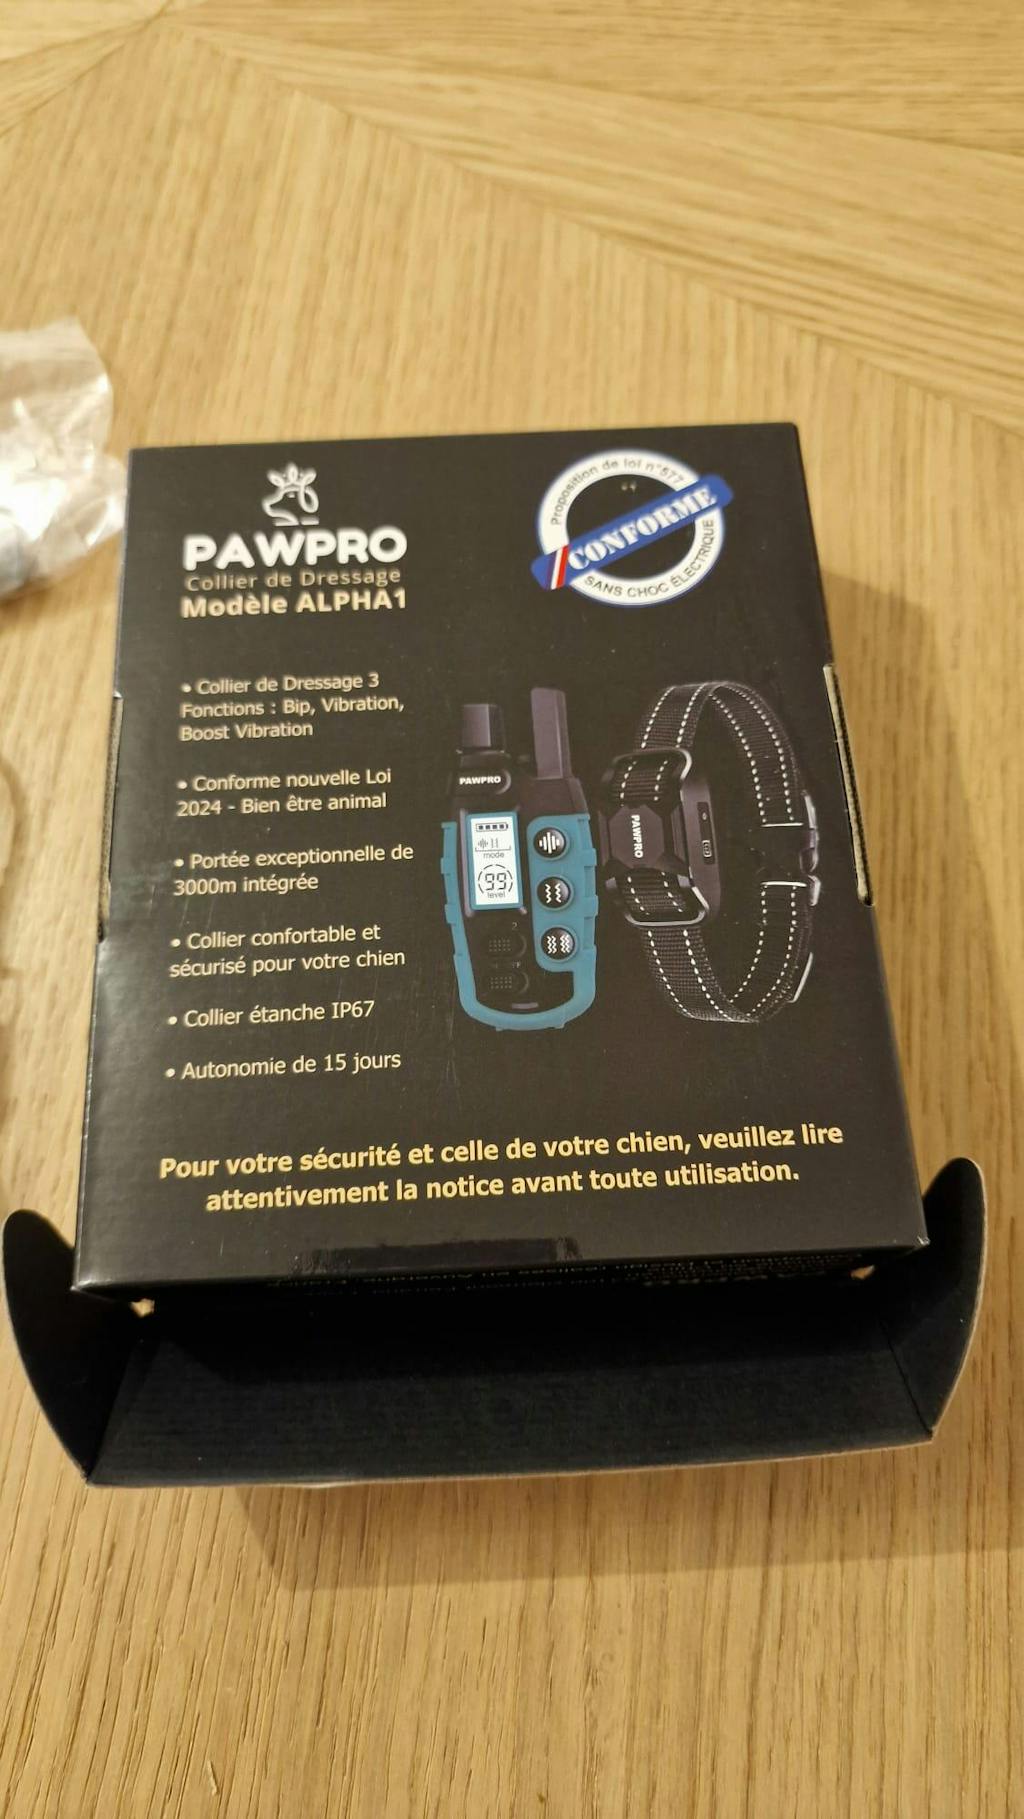 PAWPRO
Collier de Dressage
Modèle ALPHA1
Proposition de loi n°577
CONFORME
SANS CHOC ÉLECTRIQUE
• Collier de Dressage 3
Fonctions : Bip, Vibration,
Boost Vibration
• Conforme nouvelle Loi
2024 - Bien être animal
• Portée exceptionnelle de
3000m intégrée
• Collier confortable et
sécurisé pour votre chien
• Collier étanche IP67
• Autonomie de 15 jours
PAWPRO
mode
99
level
PAWPRO
Pour votre sécurité et celle de votre chien, veuillez lire
attentivement la notice avant toute utilisation.